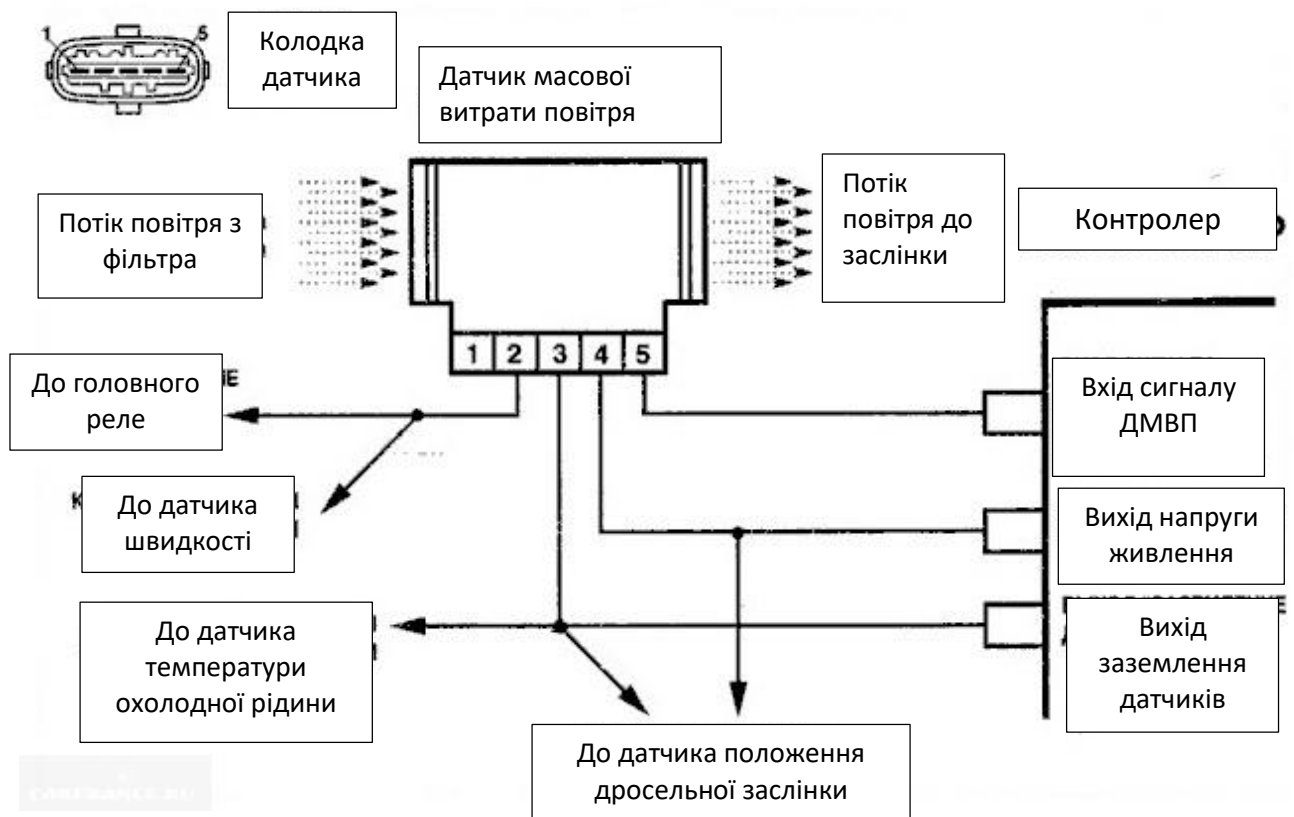 1
5
Колодка
датчика
Датчик масової
витрати повітря
Потік повітря з
фільтра
Потік
повітря до
заслінки
Контролер
1 2 3 4 5
До головного
реле
Вхід сигналу
ДМВП
До датчика
швидкості
Вихід напруги
живлення
До датчика
температури
охолодної рідини
Вихід
заземлення
датчиків
До датчика положення
дросельної заслінки